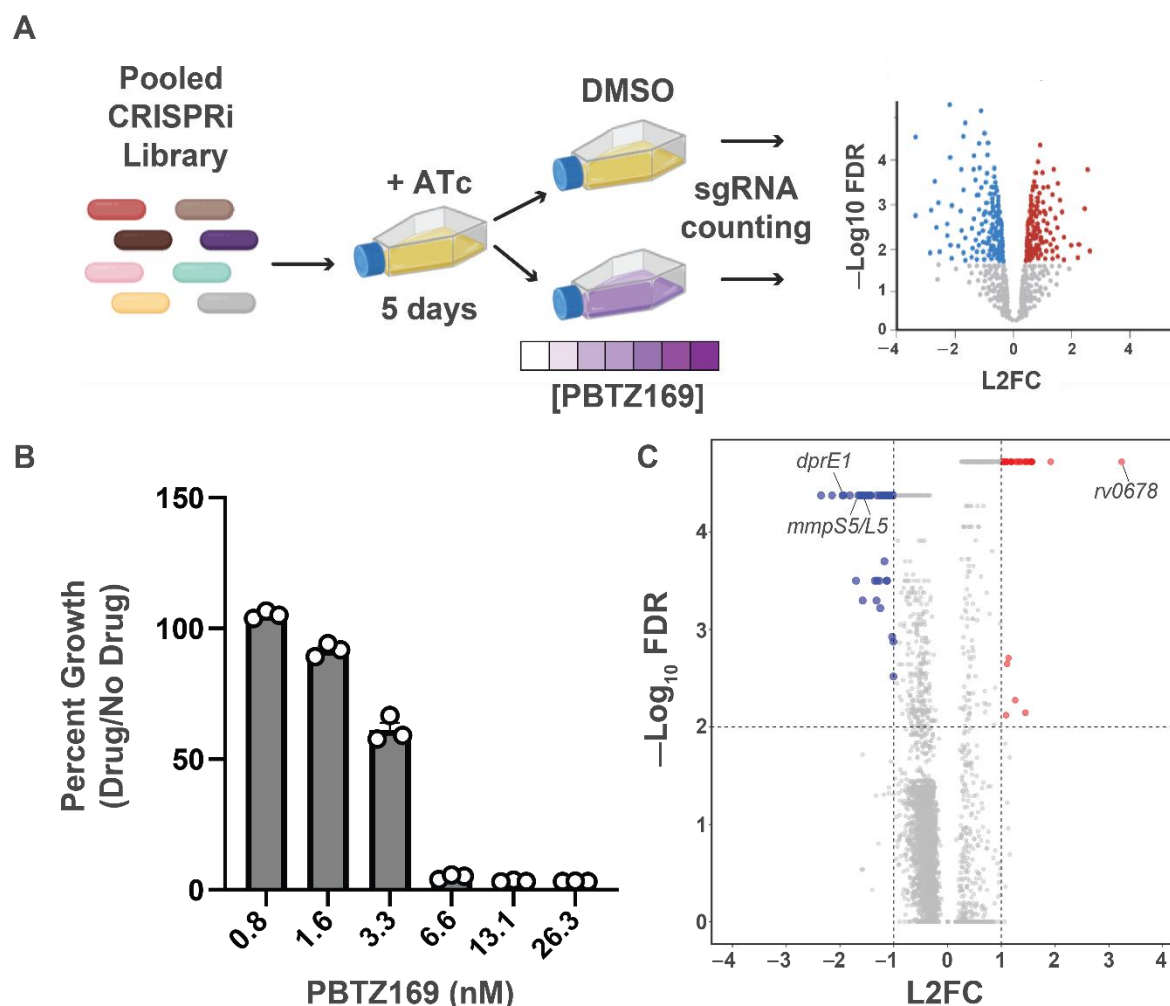 A
Pooled
CRISPRi
Library
+ ATc
5 days
DMSO
[PBTZ169]
sgRNA
counting
−Log10 FDR
4
3
2
1
0
−4
−2
0
2
4
L2FC
B
Percent Growth
(Drug/No Drug)
150
100
50
0
0.8
1.6
3.3
6.6
13.1
26.3
PBTZ169 (nM)
C
dprE1
mmpS5/L5
rv0678
−Log10 FDR
4
3
2
1
0
−4
−3
−2
−1
0
1
2
3
4
L2FC